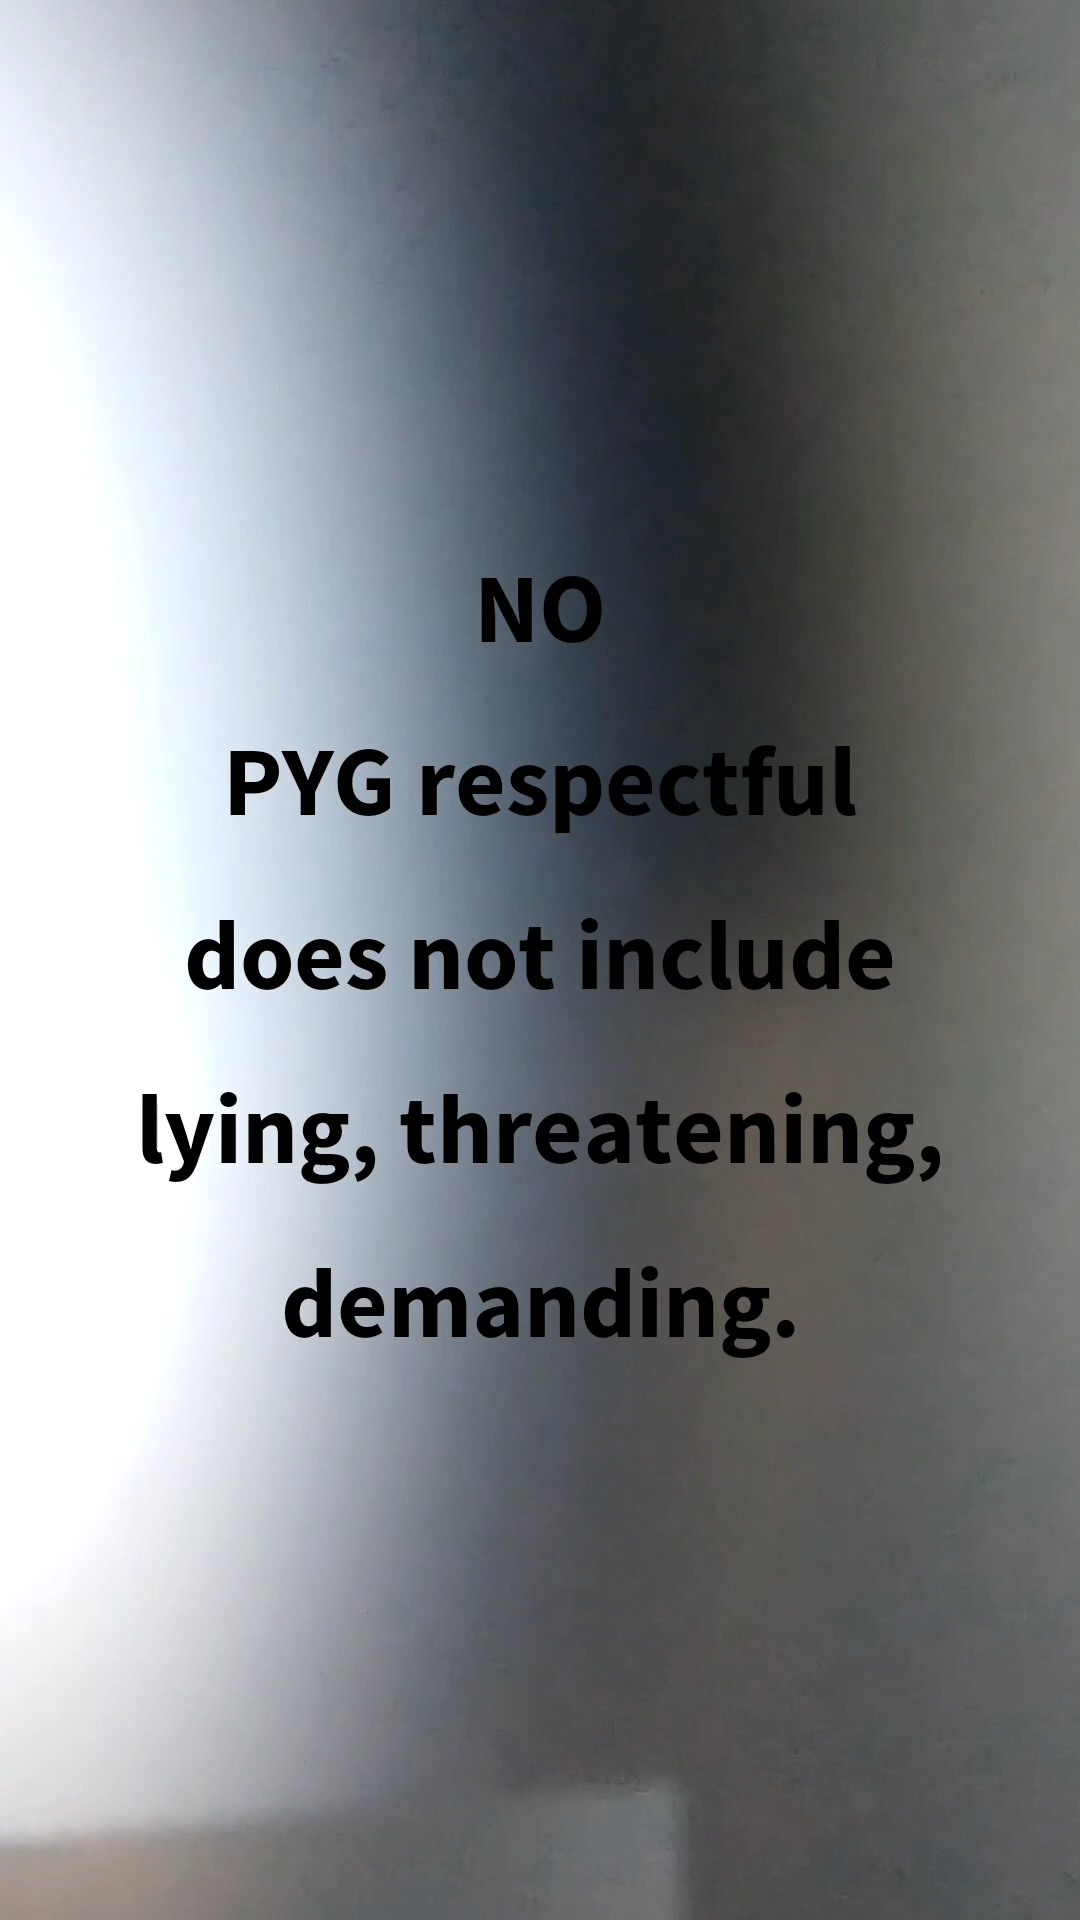 NO
PYG respectful
does not include
lying, threatening,
demanding.